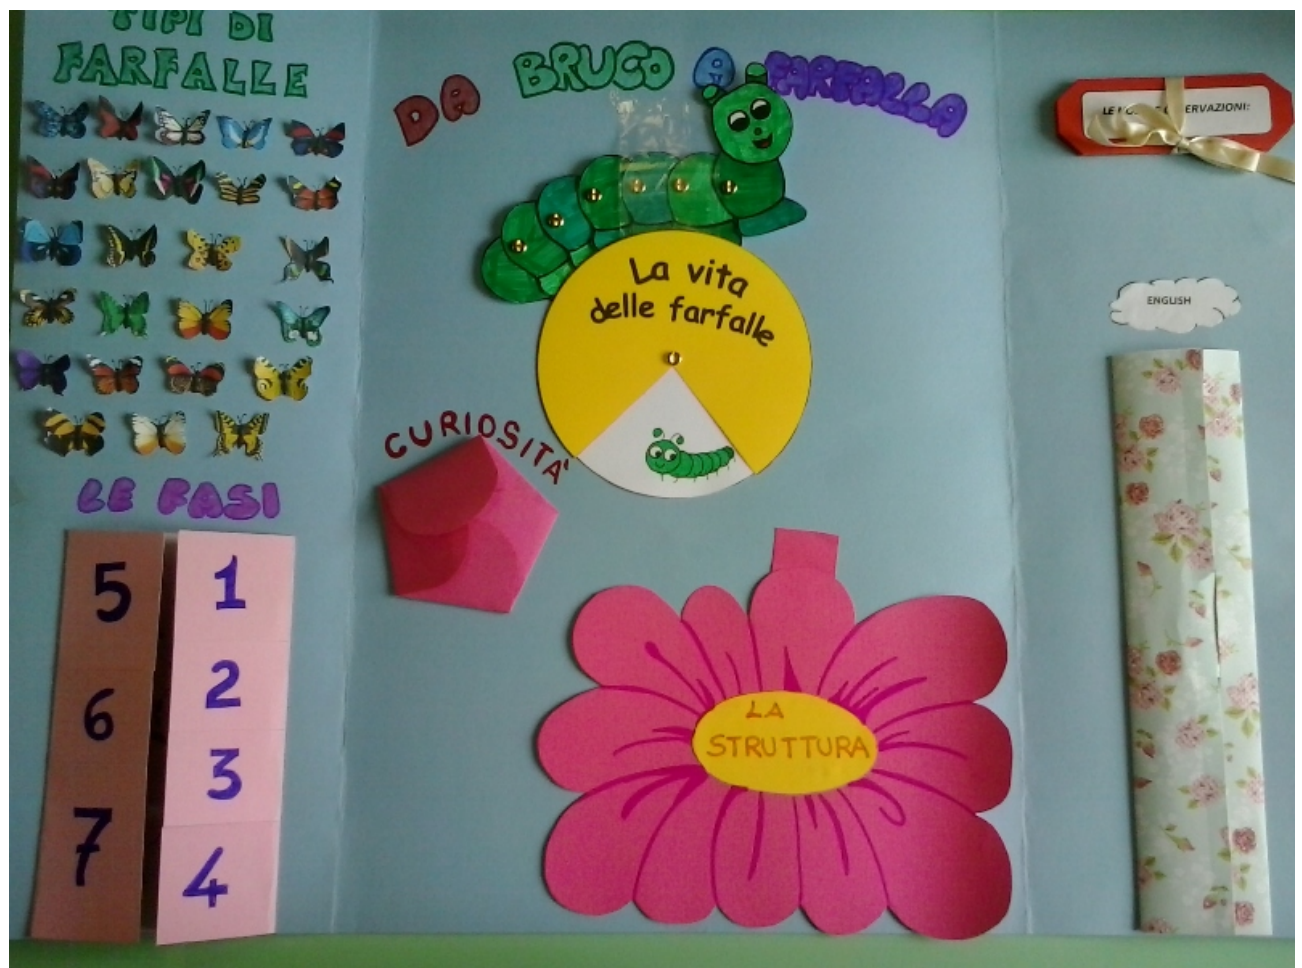 TIPI DI
FARFALLE
LE FASI
5
6
7
1
2
3
4
DA BRUCO A FARFALLA
La vita
delle farfalle
CURIOSITÀ
LA
STRUTTURA
LE
ENGLISH